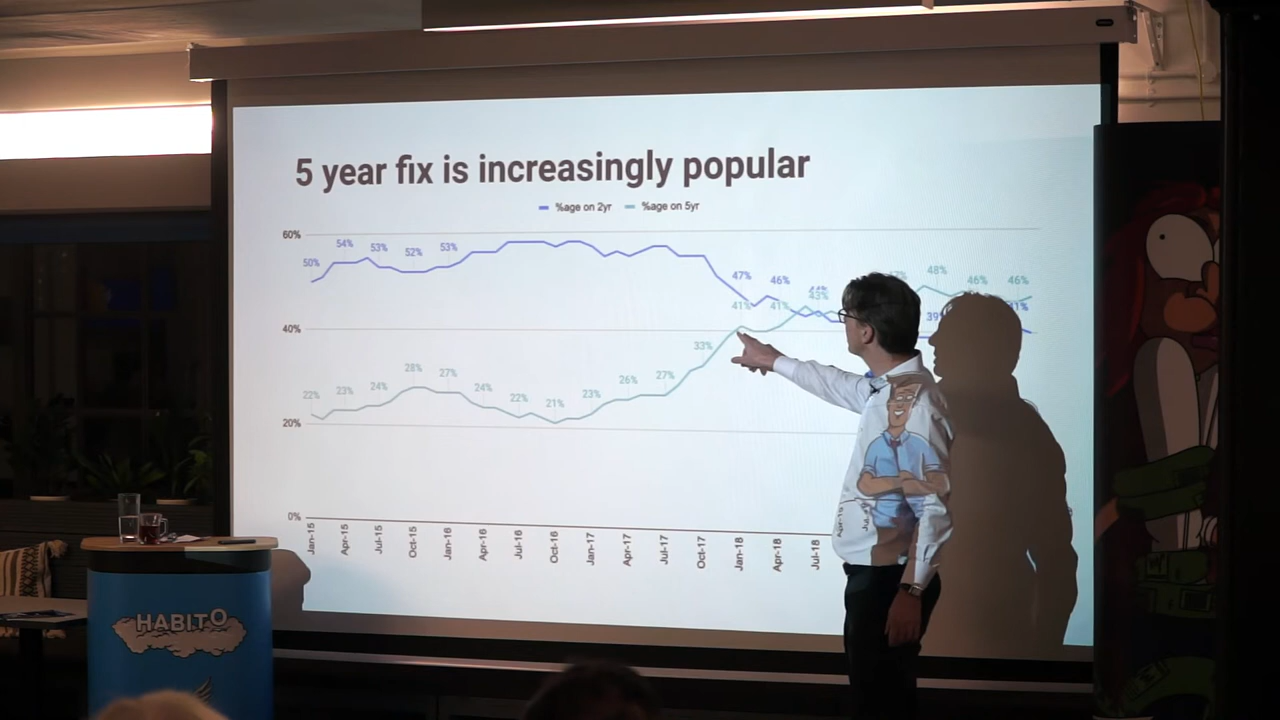 5 year fix is increasingly popular
%age on 2yr %age on 5yr
60%
50% 54% 53% 52% 53% 47% 46% 48% 46% 46%
41% 41% 43%
40%
33%
22% 23% 24% 28% 27% 24% 22% 21% 23% 26% 27%
20%
0%
Jan-15 Apr-15 Jul-15 Oct-15 Jan-16 Apr-16 Jul-16 Oct-16 Jan-17 Apr-17 Jul-17 Oct-17 Jan-18 Apr-18 Jul-18
HABITO